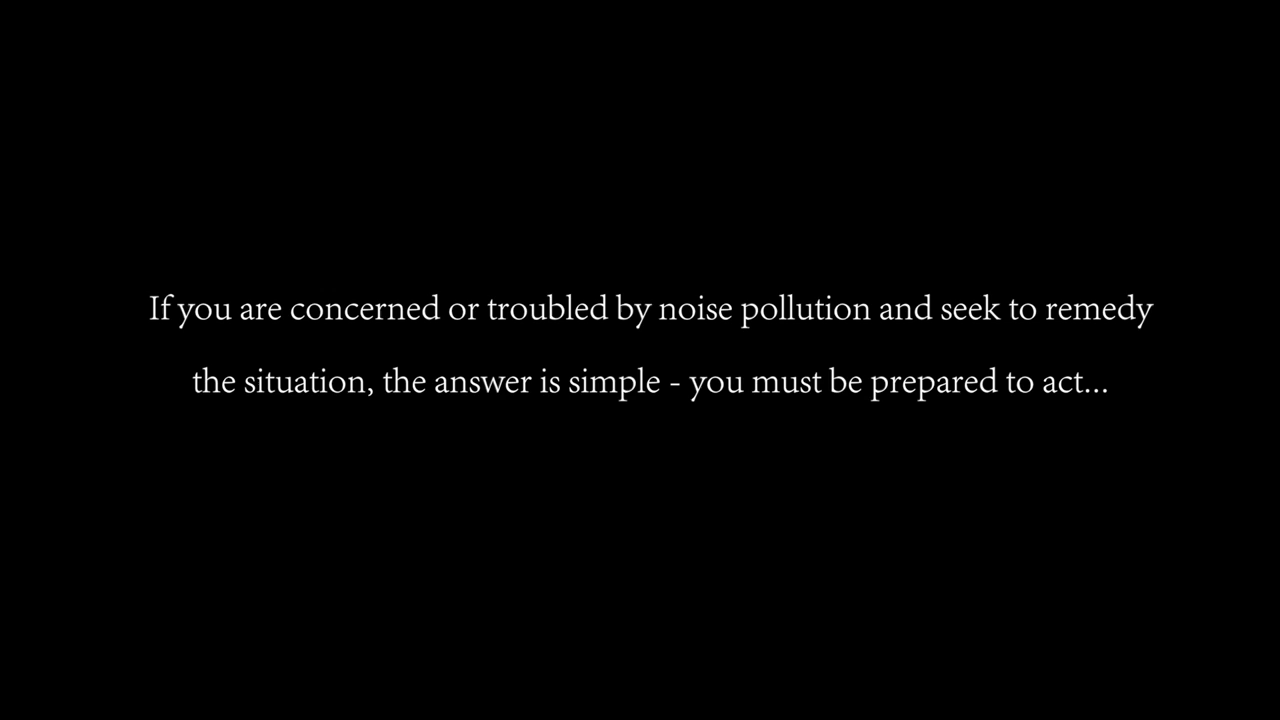 If you are concerned or troubled by noise pollution and seek to remedy
the situation, the answer is simple - you must be prepared to act...